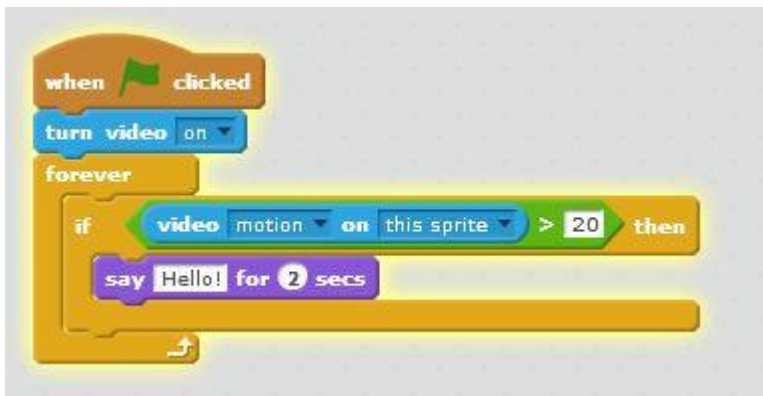 when clicked
turn video on
forever
if video motion on this sprite > 20 then
say Hello! for 2 secs